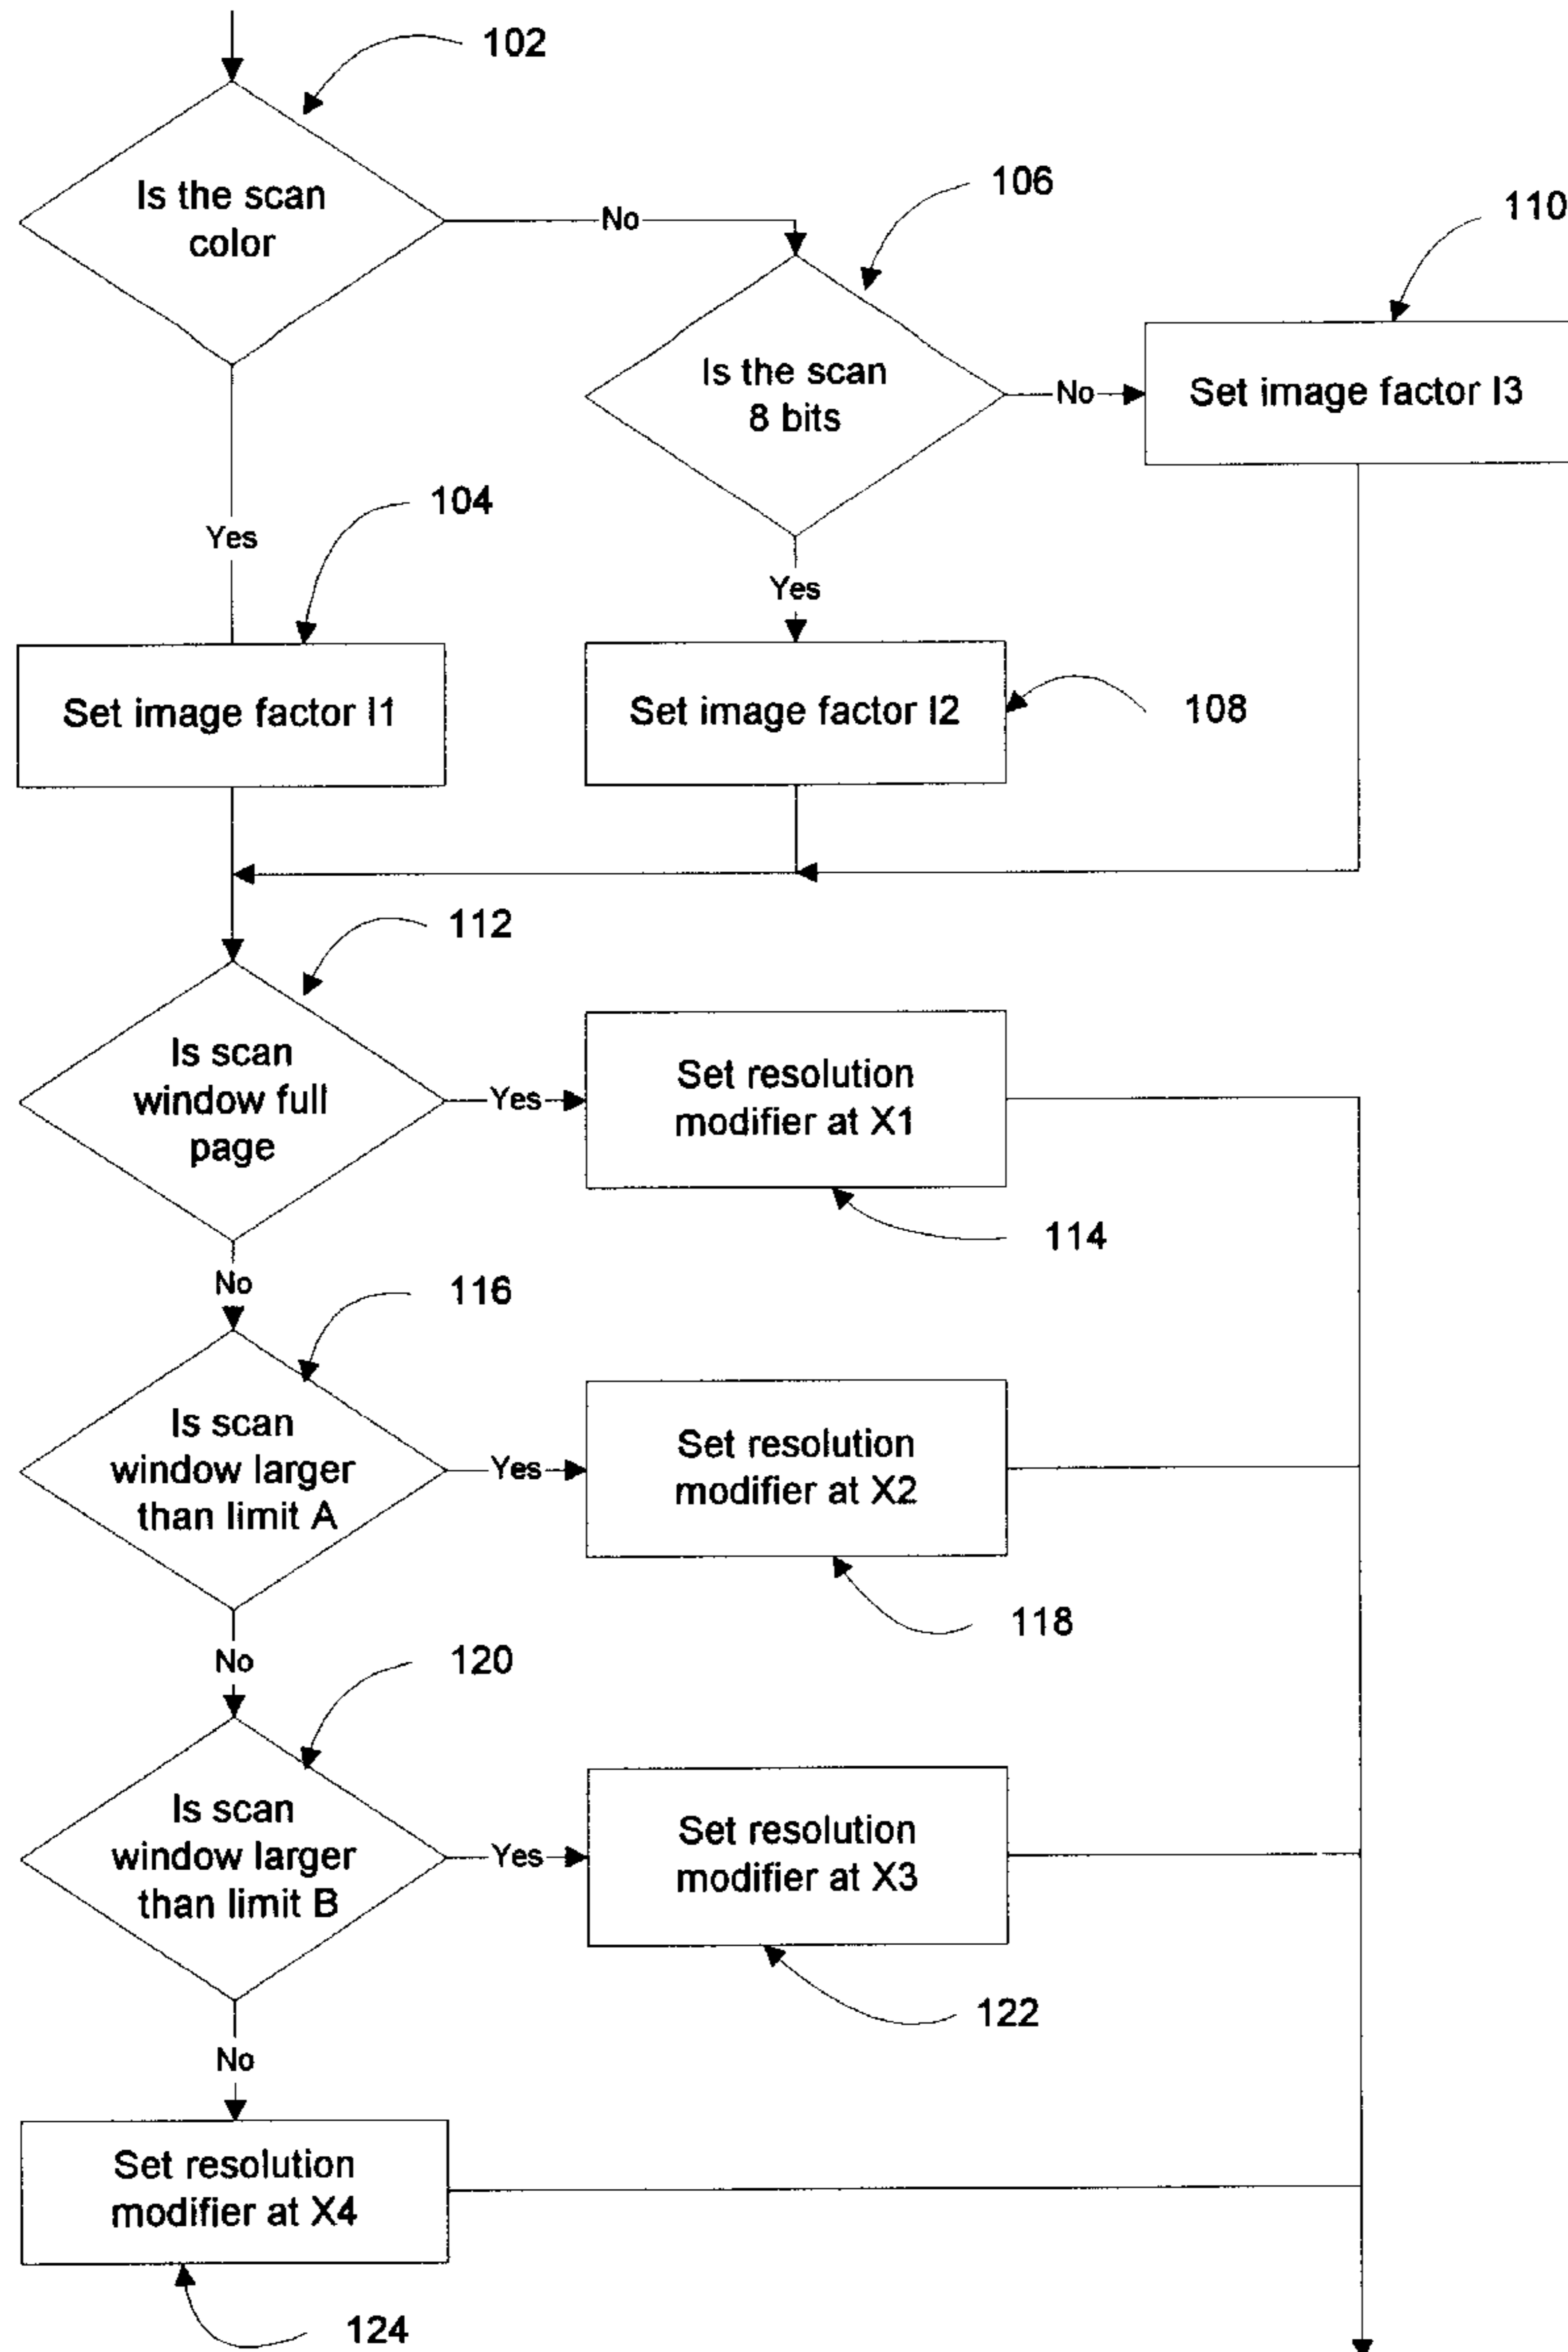 102
Is the scan
color
No
106
110
Is the scan
8 bits
No
Set image factor I3
Yes
104
Yes
Set image factor I1
Set image factor I2
108
112
Is scan
window full
page
Yes
Set resolution
modifier at X1
114
No
116
Is scan
window larger
than limit A
Yes
Set resolution
modifier at X2
118
No
120
Is scan
window larger
than limit B
Yes
Set resolution
modifier at X3
122
No
Set resolution
modifier at X4
124